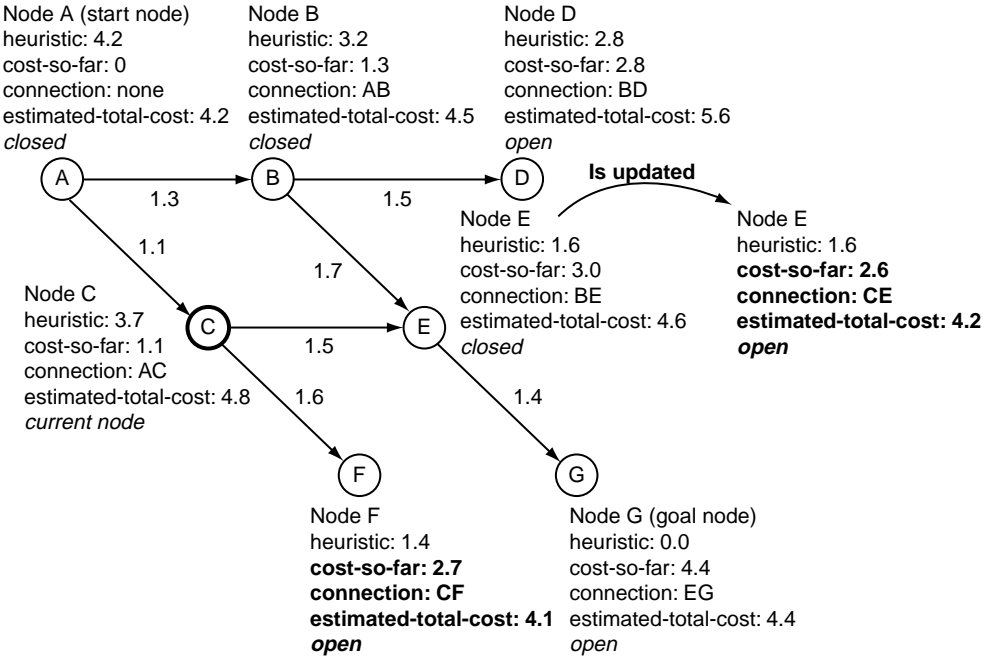 Node A (start node)
heuristic: 4.2
cost-so-far: 0
connection: none
estimated-total-cost: 4.2
closed
Node B
heuristic: 3.2
cost-so-far: 1.3
connection: AB
estimated-total-cost: 4.5
closed
Node D
heuristic: 2.8
cost-so-far: 2.8
connection: BD
estimated-total-cost: 5.6
open
A
1.3
B
1.5
D
Is updated
1.1
1.7
Node E
heuristic: 1.6
cost-so-far: 3.0
connection: BE
estimated-total-cost: 4.6
closed
Node E
heuristic: 1.6
cost-so-far: 2.6
connection: CE
estimated-total-cost: 4.2
open
Node C
heuristic: 3.7
cost-so-far: 1.1
connection: AC
estimated-total-cost: 4.8
current node
C
1.5
E
1.6
1.4
F
G
Node F
heuristic: 1.4
cost-so-far: 2.7
connection: CF
estimated-total-cost: 4.1
open
Node G (goal node)
heuristic: 0.0
cost-so-far: 4.4
connection: EG
estimated-total-cost: 4.4
open